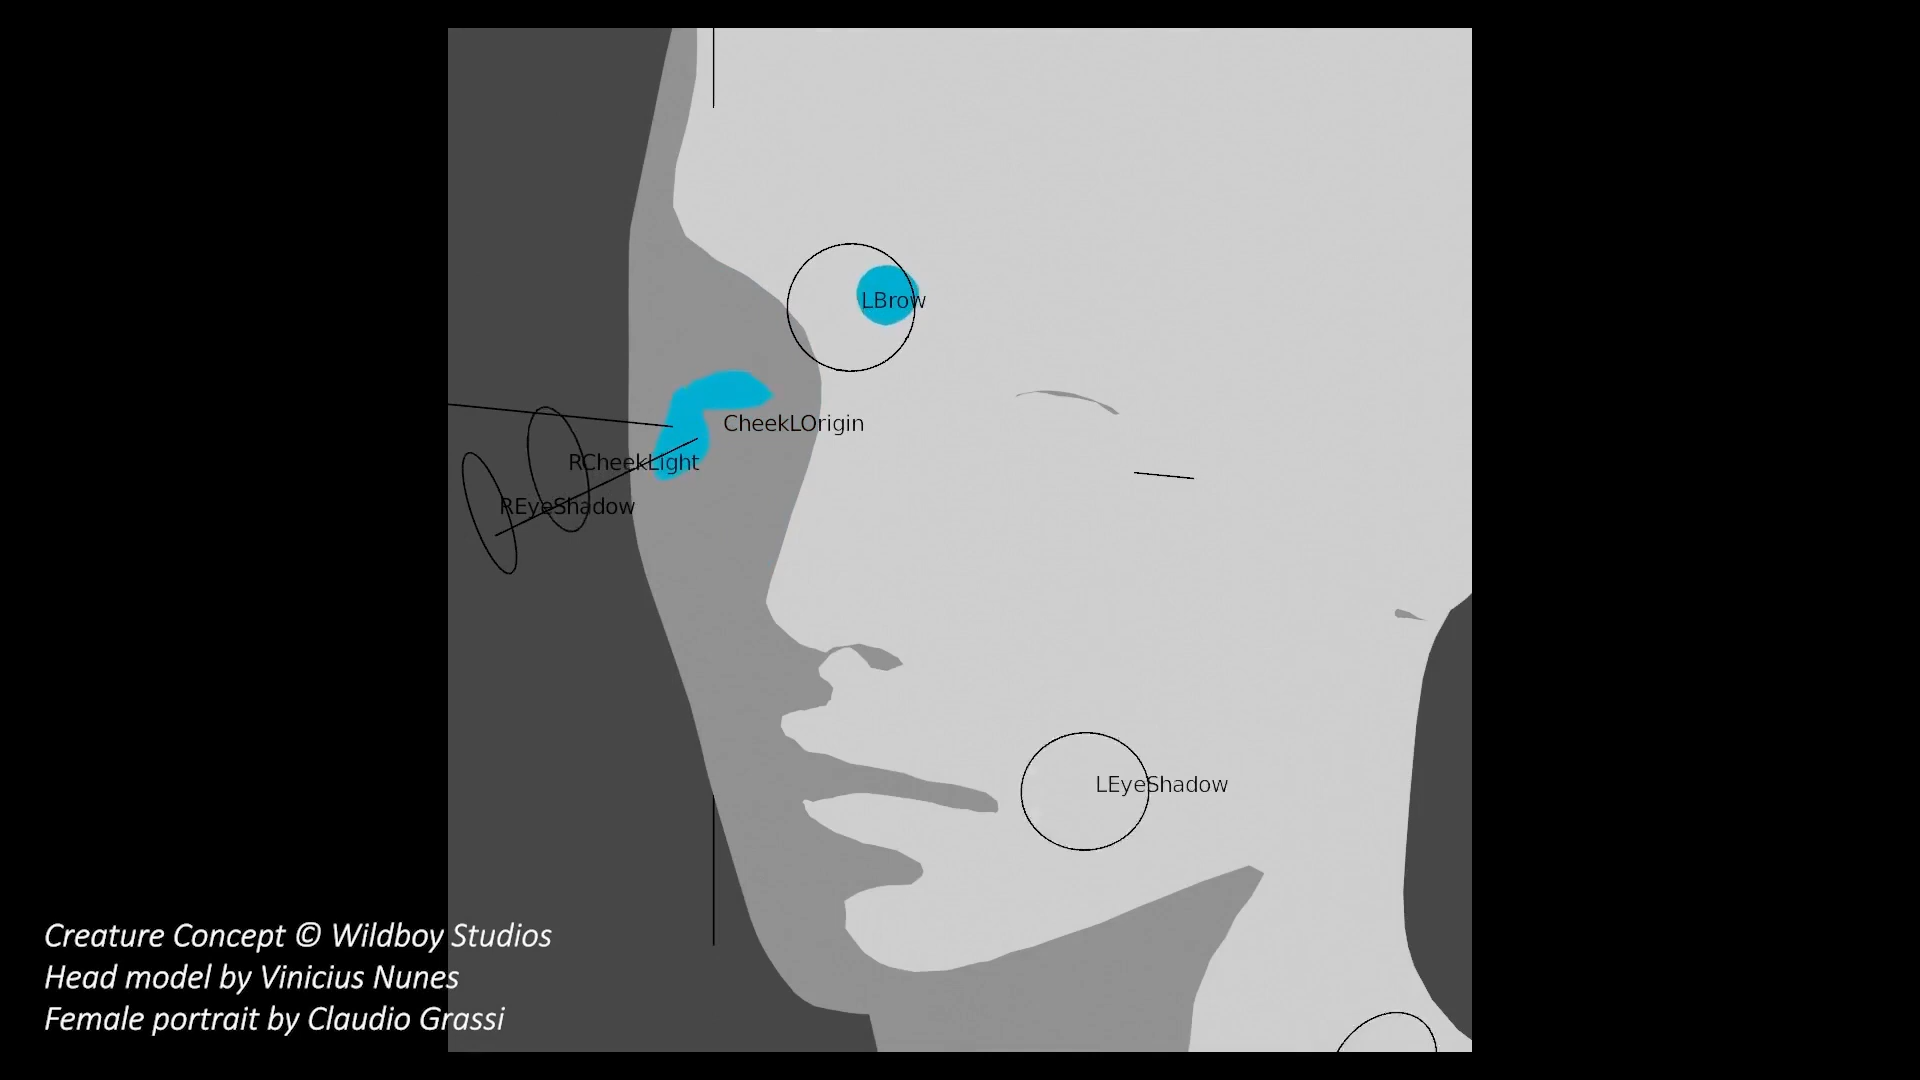 LBrow
CheekLOrigin
RCheekLight
REyeShadow
LEyeShadow
Creature Concept © Wildboy Studios
Head model by Vinicius Nunes
Female portrait by Claudio Grassi